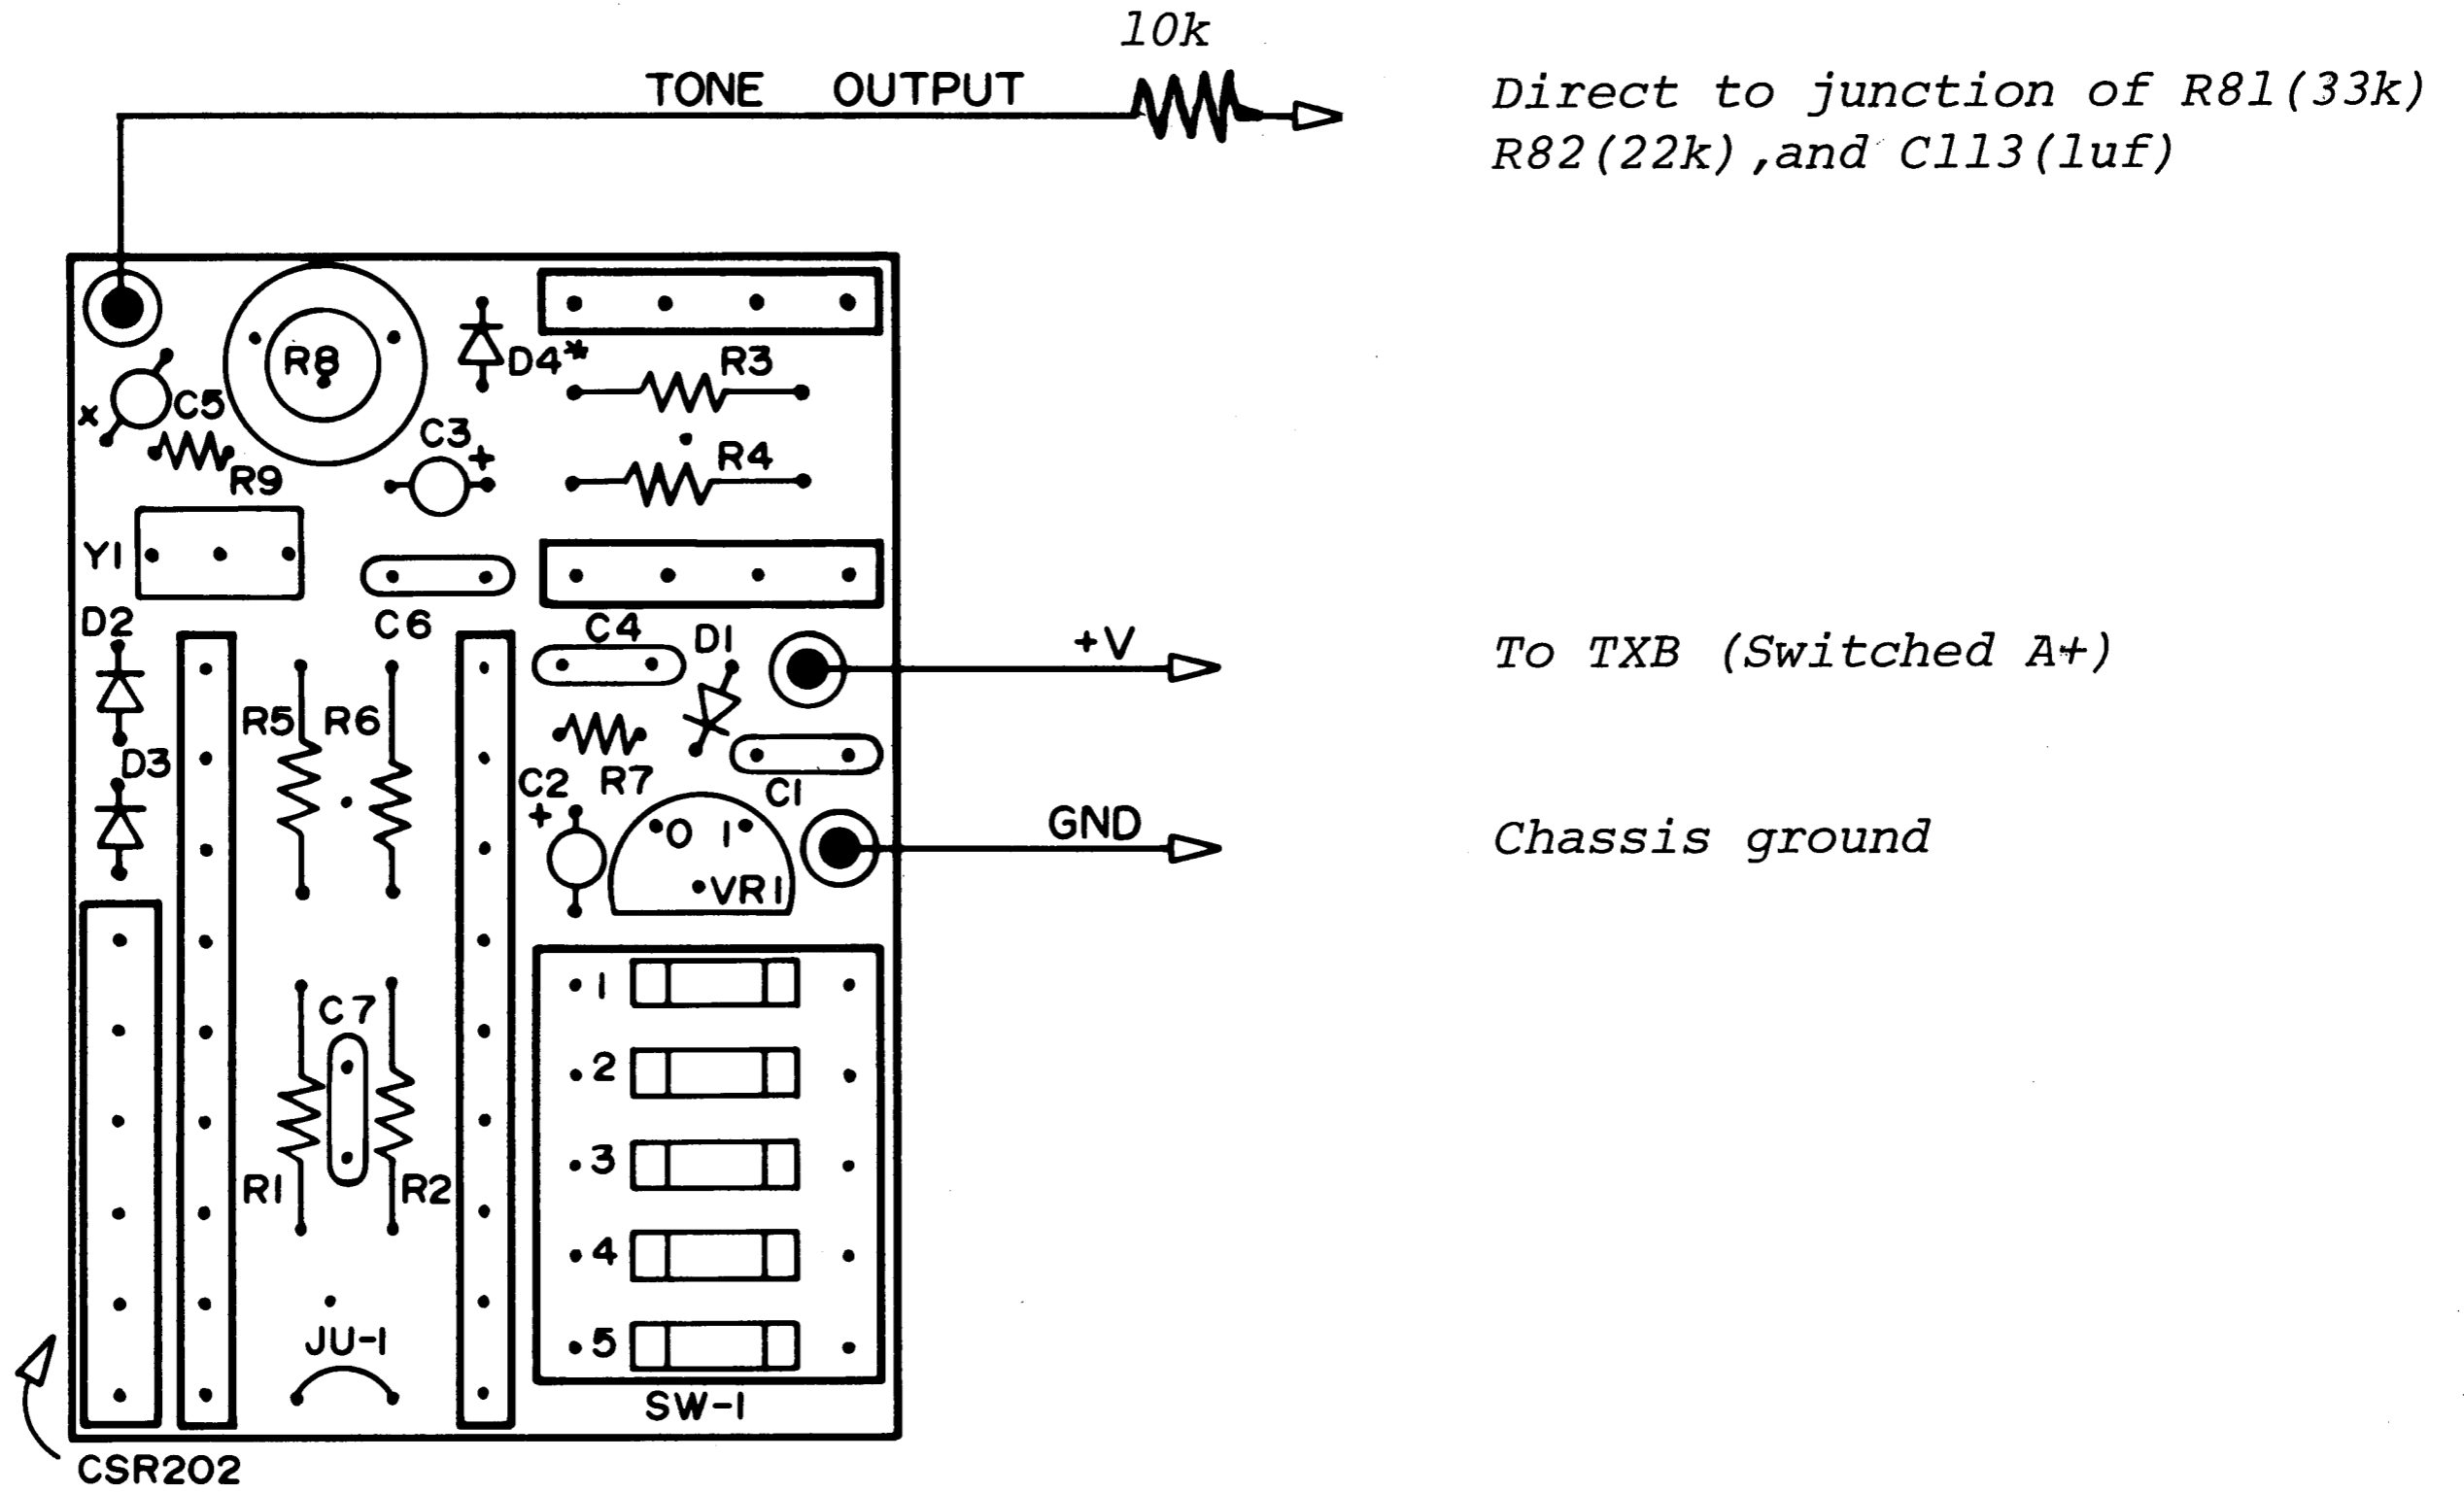 10k
TONE OUTPUT
Direct to junction of R81(33k)
R82(22k),and C113(1uf)
R8
D4*
R3
C5
x
C3
+
R4
R9
Y1
D2
C6
C4
D1
+V
To TXB (Switched A+)
R5
R6
D3
C2
R7
C1
+
O I
GND
Chassis ground
VR1
1
C7
2
3
R1
R2
4
JU-1
5
SW-1
CSR202